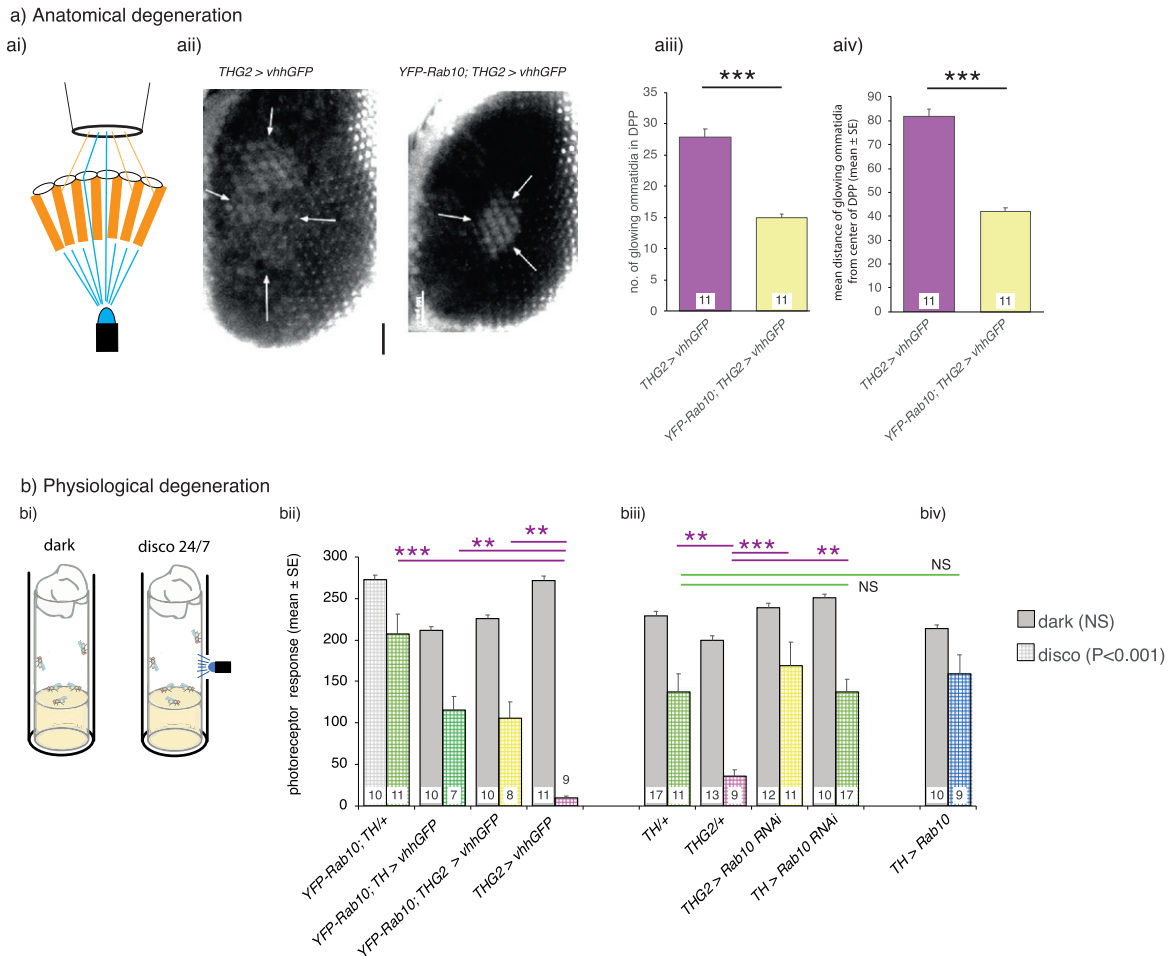 a) Anatomical degeneration
ai)
aii)
aiii)
aiv)
THG2 > vhhGFP
YFP-Rab10; THG2 > vhhGFP
***
no. of glowing ommatidia in DPP
35
30
25
20
15
10
5
0
11
11
THG2 > vhhGFP
YFP-Rab10; THG2 > vhhGFP
***
mean distance of glowing ommatidia
from center of DPP (mean ± SE)
90
80
70
60
50
40
30
20
10
0
11
11
THG2 > vhhGFP
YFP-Rab10; THG2 > vhhGFP
b) Physiological degeneration
bi)
dark
disco 24/7
bii)
biii)
biv)
photoreceptor response (mean ± SE)
300
250
200
150
100
50
0
***
**
**
10
11
10
7
10
8
11
9
YFP-Rab10; TH/+
YFP-Rab10; TH > vhhGFP
YFP-Rab10; THG2 > vhhGFP
THG2 > vhhGFP
**
***
**
NS
NS
17
11
13
9
12
11
10
17
10
9
TH/+
THG2/+
THG2 > Rab10 RNAi
TH > Rab10 RNAi
TH > Rab10
dark (NS)
disco (P<0.001)